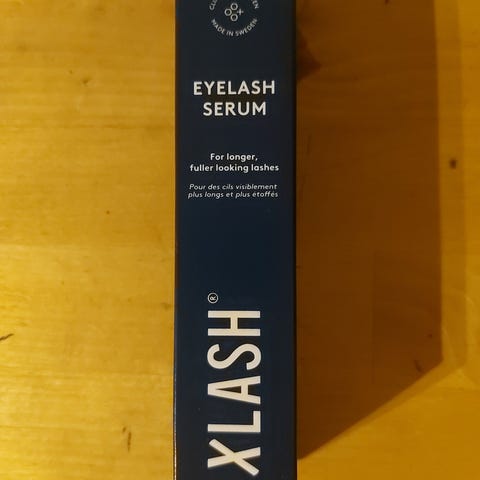 MADE IN SWEDEN
EYELASH
SERUM
For longer,
fuller looking lashes
Pour des cils visiblement
plus longs et plus étoffés
XLASH®